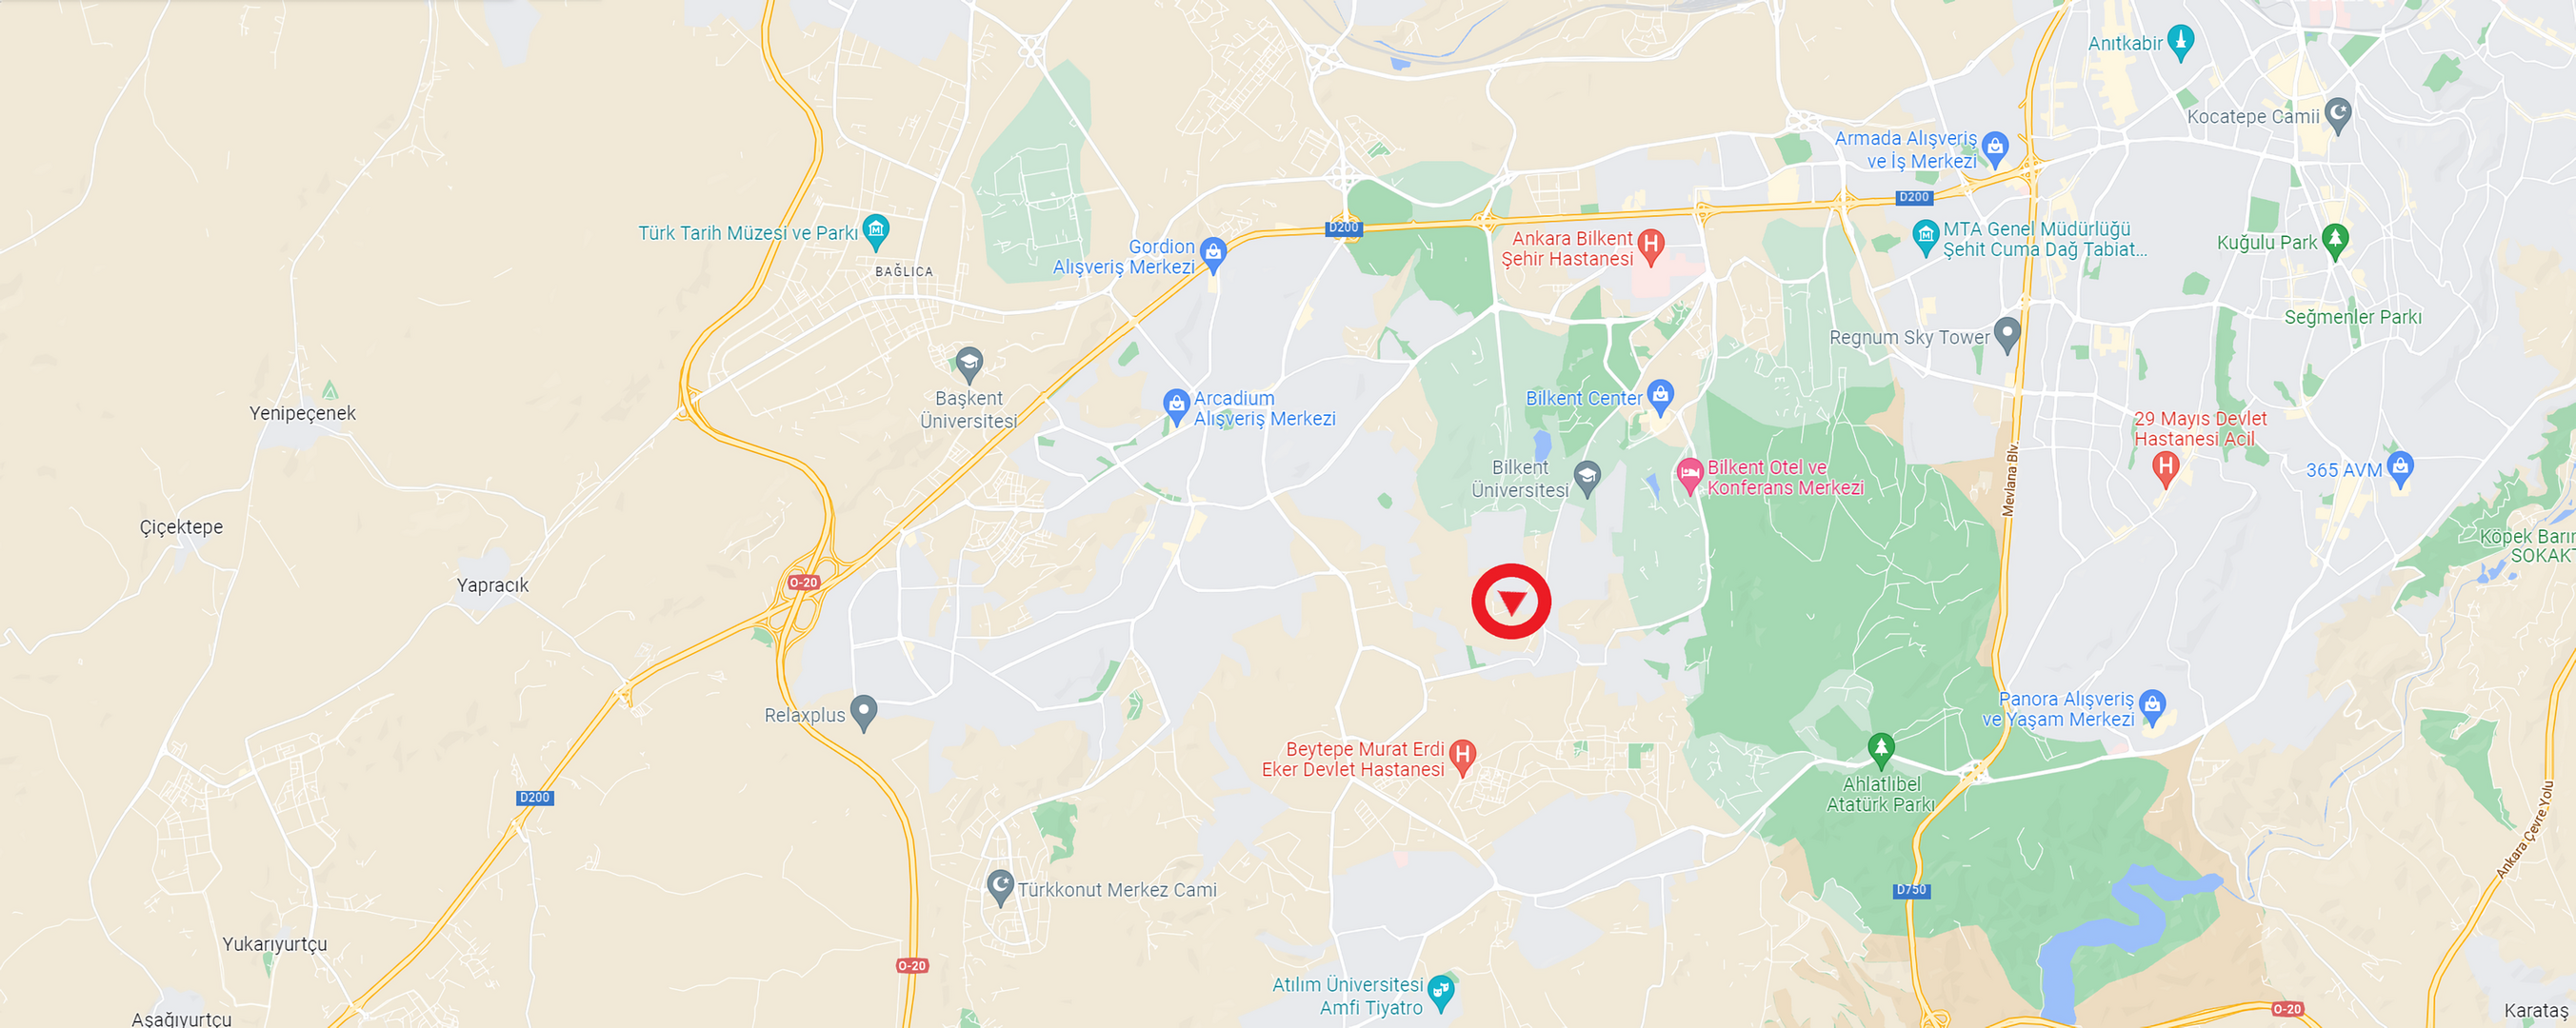 Anıtkabir
Kocatepe Camii
Armada Alışveriş
ve İş Merkezi
D200
Türk Tarih Müzesi ve Parkı
BAĞLICA
Gordion
Alışveriş Merkezi
D200
Ankara Bilkent
Şehir Hastanesi
MTA Genel Müdürlüğü
Şehit Cuma Dağ Tabiat...
Kuğulu Park
Seğmenler Parkı
Regnum Sky Tower
Başkent
Üniversitesi
Arcadium
Alışveriş Merkezi
Bilkent Center
Yenipeçenek
29 Mayıs Devlet
Hastanesi Acil
365 AVM
Bilkent
Üniversitesi
Bilkent Otel ve
Konferans Merkezi
Mevlana Blv.
Çiçektepe
Köpek Barın
SOKAKT
Yapracık
O-20
Relaxplus
Panora Alışveriş
ve Yaşam Merkezi
Beytepe Murat Erdi
Eker Devlet Hastanesi
Ahlatlıbel
Atatürk Parkı
D200
Ankara Çevre Yolu
Türkkonut Merkez Cami
D750
Yukarıyurtçu
O-20
Atılım Üniversitesi
Amfi Tiyatro
O-20
Karataş
Aşağıyurtçu